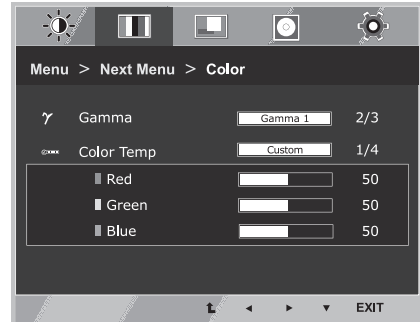 Menu > Next Menu > Color
γ Gamma Gamma 1 2/3
Color Temp Custom 1/4
Red 50
Green 50
Blue 50
EXIT